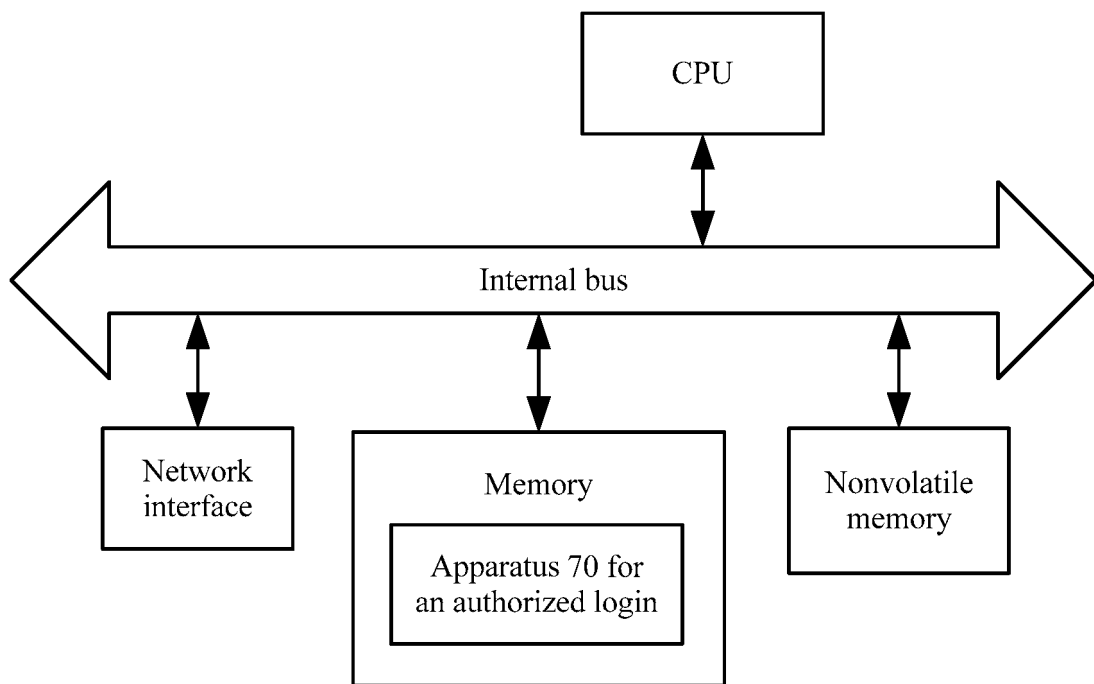 CPU
Internal bus
Network
interface
Memory
Apparatus 70 for
an authorized login
Nonvolatile
memory